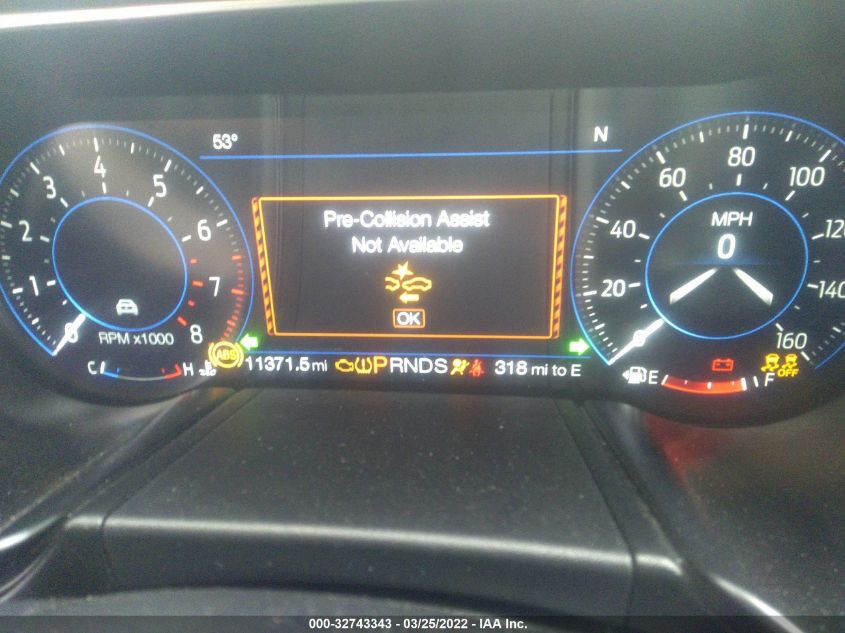 53°
N
1
2
3
4
5
6
7
8
0
RPM x1000
C
H
Pre-Collision Assist
Not Available
OK
ABS
11371.5 mi
PRNDS
318 mi to E
20
40
60
80
100
120
140
160
0
MPH
0
E
F
OFF
000-32743343 / 03/25/2022 - IAA Inc.